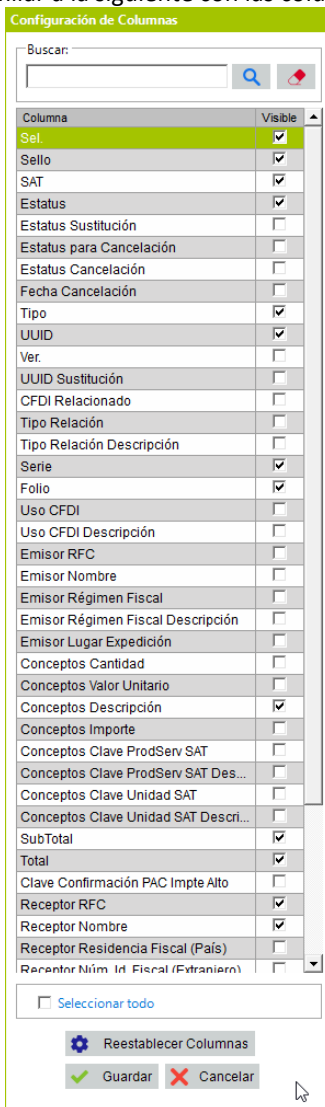 Configuración de Columnas
Buscar:
Columna Visible
Sel.
Sello
SAT
Estatus
Estatus Sustitución
Estatus para Cancelación
Estatus Cancelación
Fecha Cancelación
Tipo
UUID
Ver.
UUID Sustitución
CFDI Relacionado
Tipo Relación
Tipo Relación Descripción
Serie
Folio
Uso CFDI
Uso CFDI Descripción
Emisor RFC
Emisor Nombre
Emisor Régimen Fiscal
Emisor Régimen Fiscal Descripción
Emisor Lugar Expedición
Conceptos Cantidad
Conceptos Valor Unitario
Conceptos Descripción
Conceptos Importe
Conceptos Clave ProdServ SAT
Conceptos Clave ProdServ SAT Des...
Conceptos Clave Unidad SAT
Conceptos Clave Unidad SAT Descri...
SubTotal
Total
Clave Confirmación PAC Impte Alto
Receptor RFC
Receptor Nombre
Receptor Residencia Fiscal (País)
Receptor Núm. Id. Fiscal (Extranjero)
Seleccionar todo
Reestablecer Columnas
Guardar Cancelar